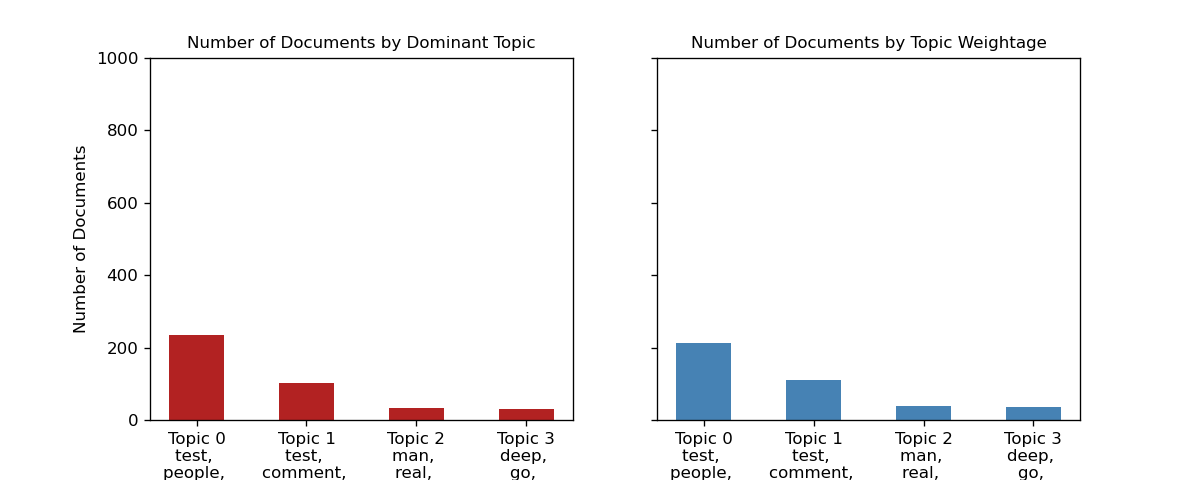 Number of Documents by Dominant Topic
Number of Documents
1000
800
600
400
200
0
Topic 0
test,
people,
Topic 1
test,
comment,
Topic 2
man,
real,
Topic 3
deep,
go,
Number of Documents by Topic Weightage
Topic 0
test,
people,
Topic 1
test,
comment,
Topic 2
man,
real,
Topic 3
deep,
go,